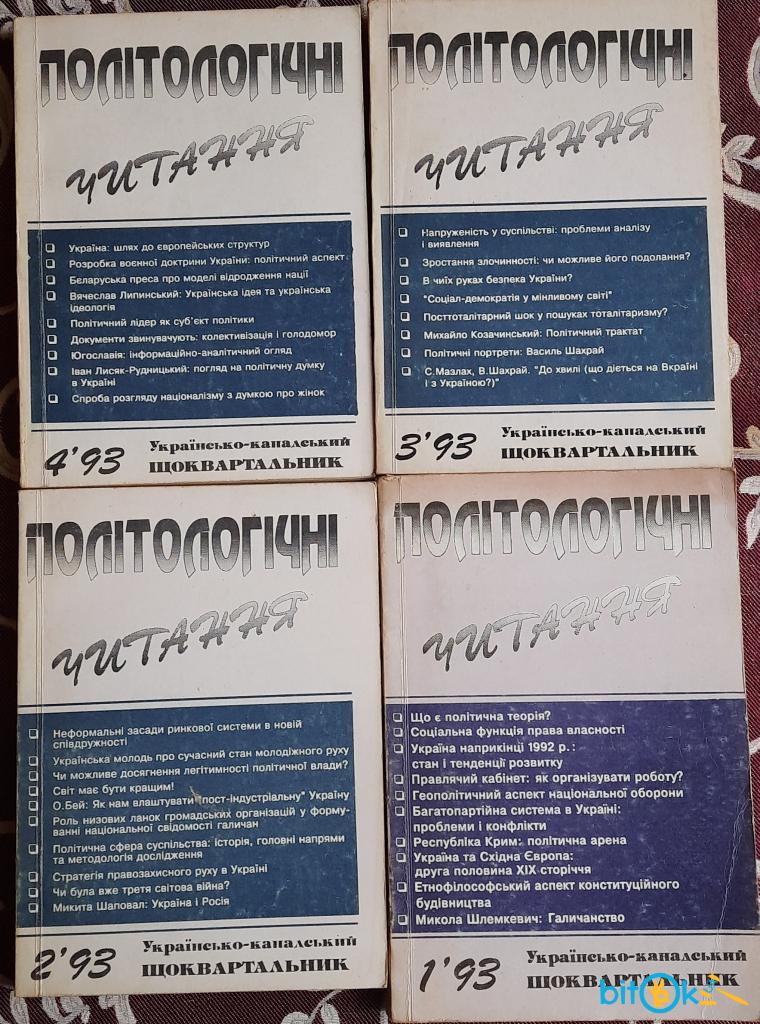 ПОЛІТОЛОГІЧНІ
ЧИТАННЯ
❑ Україна: шлях до європейських структур
❑ Розробка воєнної доктрини України: політичний аспект
❑ Бєларуська преса про моделі відродження нації
❑ Вячеслав Липинський: Українська ідея та українська
ідеологія
❑ Політичний лідер як суб'єкт політики
❑ Документи звинувачують: колективізація і голодомор
❑ Югославія: інформаційно-аналітичний огляд
❑ Іван Лисяк-Рудницький: погляд на політичну думку
в Україні
❑ Спроба розгляду націоналізму з думкою про жінок
4'93 Українсько-канадський
ЩОКВАРТАЛЬНИК
ПОЛІТОЛОГІЧНІ
ЧИТАННЯ
❑ Напруженість у суспільстві: проблеми аналізу
і виявлення
❑ Зростання злочинності: чи можливе його подолання?
❑ В чиїх руках безпека України?
❑ "Соціал-демократія у мінливому світі"
❑ Посттоталітарний шок у пошуках тоталітаризму?
❑ Михайло Козачинський: Політичний трактат
❑ Політичні портрети: Василь Шахрай
❑ С.Мазлах, В.Шахрай. "До хвилі (що діється на Вкраїні
і з Україною?)"
3'93 Українсько-канадський
ЩОКВАРТАЛЬНИК
ПОЛІТОЛОГІЧНІ
ЧИТАННЯ
❑ Неформальні засади ринкової системи в новій
співдружності
❑ Українська молодь про сучасний стан молодіжного руху
❑ Чи можливе досягнення легітимності політичної влади?
❑ Світ має бути кращим!
❑ О.Бей: Як нам влаштувати "пост-індустріальну" Україну
❑ Роль низових ланок громадських організацій у форму-
ванні національної свідомості галичан
❑ Політична сфера суспільства: історія, головні напрями
та методологія дослідження
❑ Стратегія правозахисного руху в Україні
❑ Чи була вже третя світова війна?
❑ Микита Шаповал: Україна і Росія
2'93 Українсько-канадський
ЩОКВАРТАЛЬНИК
ПОЛІТОЛОГІЧНІ
ЧИТАННЯ
❑ Що є політична теорія?
❑ Соціальна функція права власності
❑ Україна наприкінці 1992 р.:
стан і тенденції розвитку
❑ Правлячий кабінет: як організувати роботу?
❑ Геополітичний аспект національної оборони
❑ Багатопартійна система в Україні:
проблеми і конфлікти
❑ Республіка Крим: політична арена
❑ Україна та Східна Європа:
друга половина XIX сторіччя
❑ Етнофілософський аспект конституційного
будівництва
❑ Микола Шлемкевич: Галичанство
1'93 Українсько-канадський
ЩОКВАРТАЛЬНИК